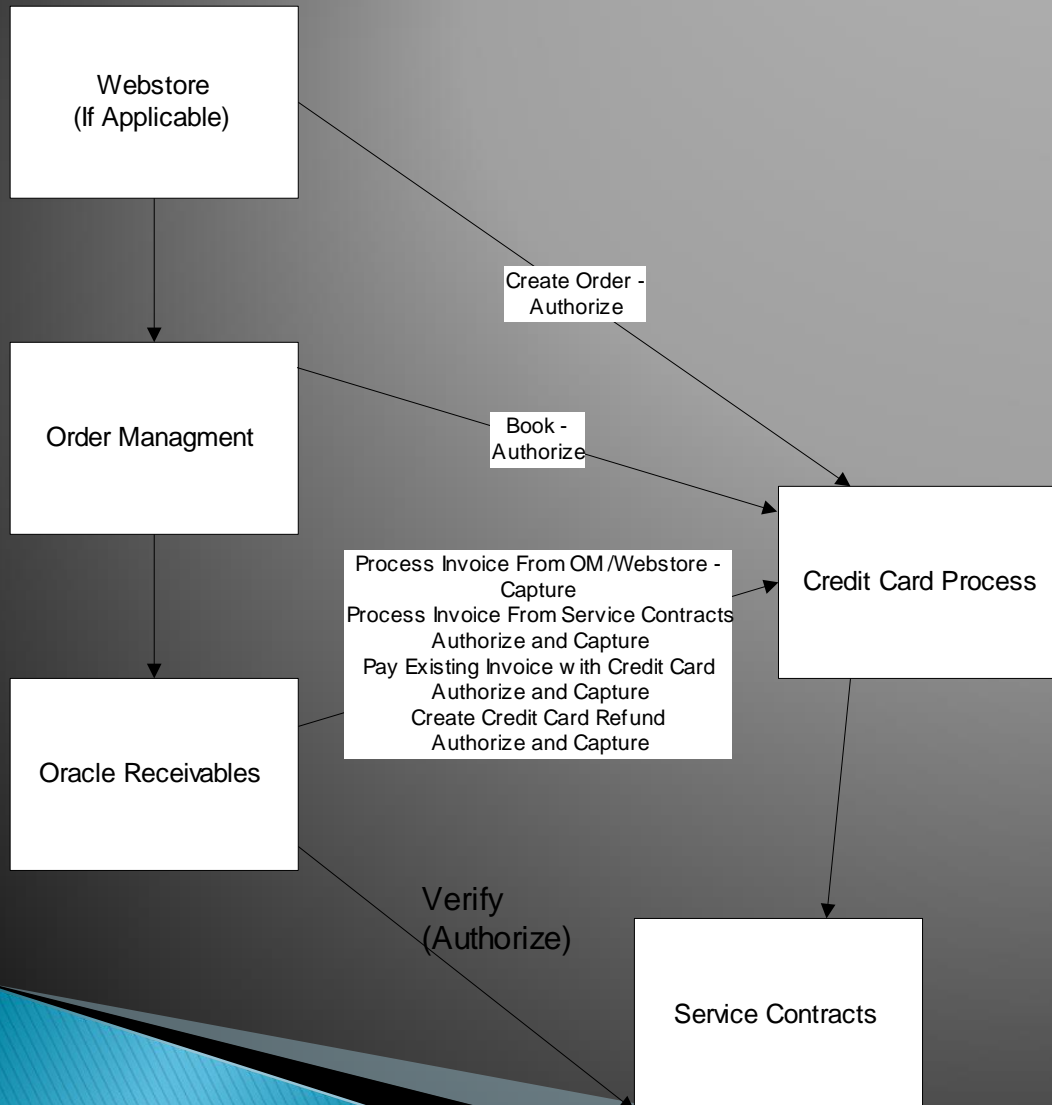 Webstore
(If Applicable)
Create Order -
Authorize
Order Managment
Book -
Authorize
Process Invoice From OM/Webstore -
Capture
Process Invoice From Service Contracts
Authorize and Capture
Pay Existing Invoice with Credit Card
Authorize and Capture
Create Credit Card Refund
Authorize and Capture
Credit Card Process
Oracle Receivables
Verify
(Authorize)
Service Contracts